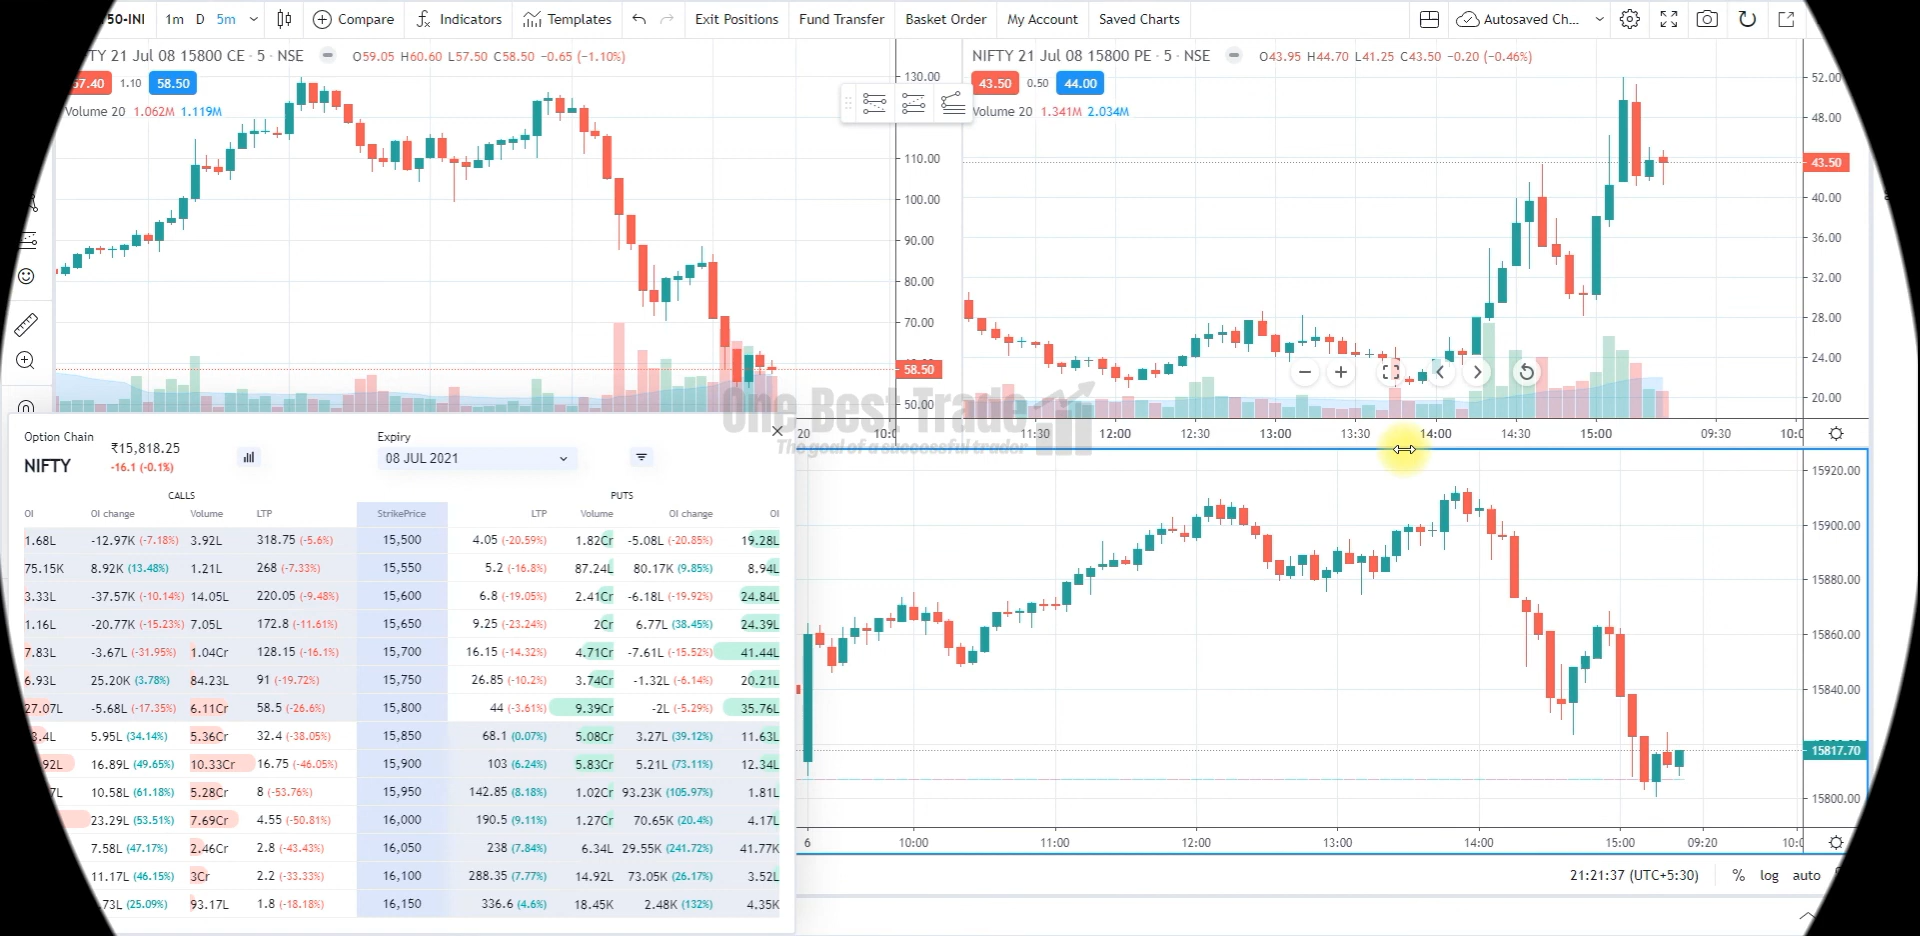 50-INI 1m D 5m Compare Indicators Templates Exit Positions Fund Transfer Basket Order My Account Saved Charts Autosaved Ch...
TY 21 Jul 08 15800 CE · 5 · NSE O59.05 H60.60 L57.50 C58.50 -0.65 (-1.10%)
57.40 1.10 58.50
Volume 20 1.062M 1.119M
130.00
110.00
100.00
90.00
80.00
70.00
58.50
50.00
20 10:0
NIFTY 21 Jul 08 15800 PE · 5 · NSE O43.95 H44.70 L41.25 C43.50 -0.20 (-0.46%)
43.50 0.50 44.00
Volume 20 1.341M 2.034M
52.00
48.00
43.50
40.00
36.00
32.00
28.00
24.00
20.00
11:30 12:00 12:30 13:00 13:30 14:00 14:30 15:00 09:30 10:0
One Best Trade
The goal of a successful trader
Option Chain ₹15,818.25 Expiry
NIFTY -16.1 (-0.1%) 08 JUL 2021
CALLS PUTS
OI OI change Volume LTP StrikePrice LTP Volume OI change OI
1.68L -12.97K (-7.18%) 3.92L 318.75 (-5.6%) 15,500 4.05 (-20.59%) 1.82Cr -5.08L (-20.85%) 19.28L
75.15K 8.92K (13.48%) 1.21L 268 (-7.33%) 15,550 5.2 (-16.8%) 87.24L 80.17K (9.85%) 8.94L
3.33L -37.57K (-10.14%) 14.05L 220.05 (-9.48%) 15,600 6.8 (-19.05%) 2.41Cr -6.18L (-19.92%) 24.84L
1.16L -20.77K (-15.23%) 7.05L 172.8 (-11.61%) 15,650 9.25 (-23.24%) 2Cr 6.77L (38.45%) 24.39L
7.83L -3.67L (-31.95%) 1.04Cr 128.15 (-16.1%) 15,700 16.15 (-14.32%) 4.71Cr -7.61L (-15.52%) 41.44L
6.93L 25.20K (3.78%) 84.23L 91 (-19.72%) 15,750 26.85 (-10.2%) 3.74Cr -1.32L (-6.14%) 20.21L
27.07L -5.68L (-17.35%) 6.11Cr 58.5 (-26.6%) 15,800 44 (-3.61%) 9.39Cr -2L (-5.29%) 35.76L
3.4L 5.95L (34.14%) 5.36Cr 32.4 (-38.05%) 15,850 68.1 (0.07%) 5.08Cr 3.27L (39.12%) 11.63L
92L 16.89L (49.65%) 10.33Cr 16.75 (-46.05%) 15,900 103 (6.24%) 5.83Cr 5.21L (73.11%) 12.34L
7L 10.58L (61.18%) 5.28Cr 8 (-53.76%) 15,950 142.85 (8.18%) 1.02Cr 93.23K (105.97%) 1.81L
23.29L (53.51%) 7.69Cr 4.55 (-50.81%) 16,000 190.5 (9.11%) 1.27Cr 70.65K (20.4%) 4.17L
7.58L (47.17%) 2.46Cr 2.8 (-43.43%) 16,050 238 (7.84%) 6.34L 29.55K (241.72%) 41.77K
11.17L (46.15%) 3Cr 2.2 (-33.33%) 16,100 288.35 (7.77%) 14.92L 73.05K (26.17%) 3.52L
.73L (25.09%) 93.17L 1.8 (-18.18%) 16,150 336.6 (4.6%) 18.45K 2.48K (132%) 4.35K
15920.00
15900.00
15880.00
15860.00
15840.00
15817.70
15800.00
6 10:00 11:00 12:00 13:00 14:00 15:00 09:20 10:0
21:21:37 (UTC+5:30) % log auto